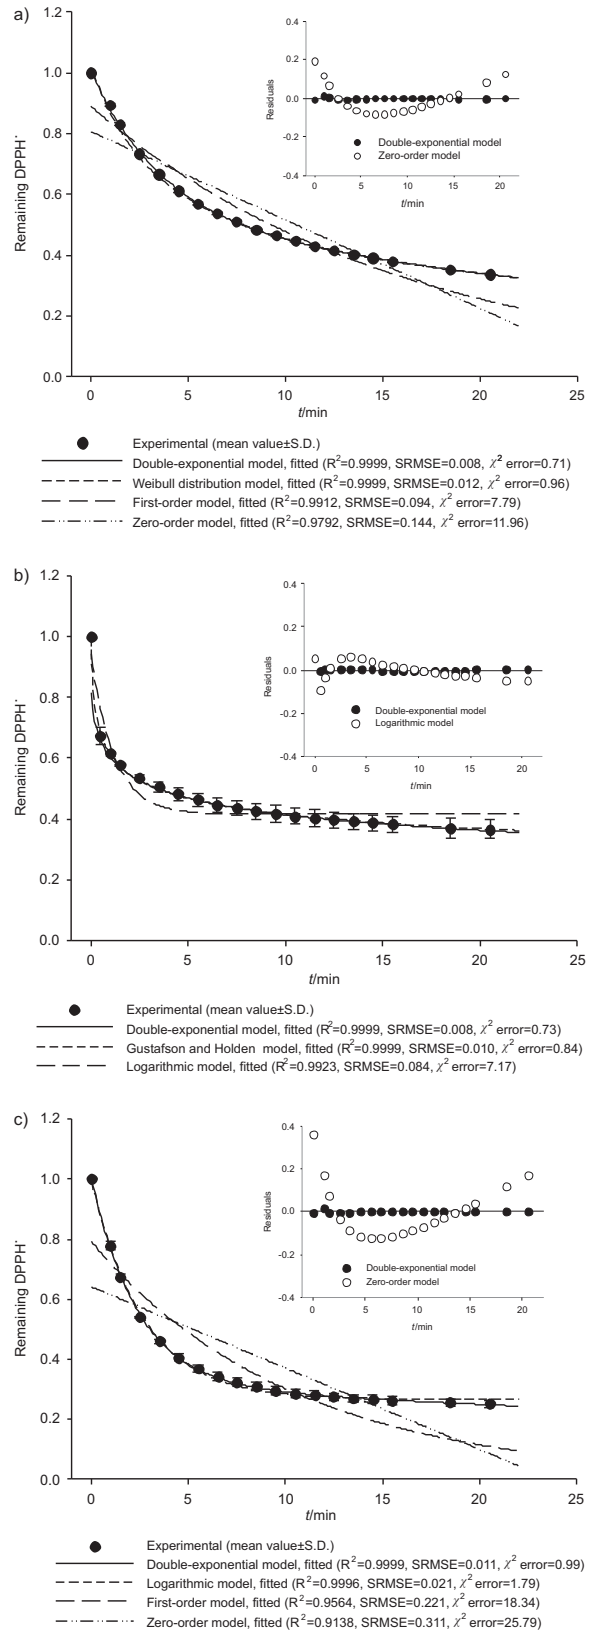 a)
1.2
1.0
0.8
0.6
0.4
0.2
0.0
Remaining DPPH˙
0 5 10 15 20 25
t/min
0.4
0.2
0.0
-0.2
-0.4
Residuals
Double-exponential model
Zero-order model
0 5 10 15 20
t/min
Experimental (mean value±S.D.)
Double-exponential model, fitted (R²=0.9999, SRMSE=0.008, χ² error=0.71)
Weibull distribution model, fitted (R²=0.9999, SRMSE=0.012, χ² error=0.96)
First-order model, fitted (R²=0.9912, SRMSE=0.094, χ² error=7.79)
Zero-order model, fitted (R²=0.9792, SRMSE=0.144, χ² error=11.96)
b)
1.2
1.0
0.8
0.6
0.4
0.2
0.0
Remaining DPPH˙
0 5 10 15 20 25
t/min
0.4
0.2
0.0
-0.2
-0.4
Residuals
Double-exponential model
Logarithmic model
0 5 10 15 20
t/min
Experimental (mean value±S.D.)
Double-exponential model, fitted (R²=0.9999, SRMSE=0.008, χ² error=0.73)
Gustafson and Holden model, fitted (R²=0.9999, SRMSE=0.010, χ² error=0.84)
Logarithmic model, fitted (R²=0.9923, SRMSE=0.084, χ² error=7.17)
c)
1.2
1.0
0.8
0.6
0.4
0.2
0.0
Remaining DPPH˙
0 5 10 15 20 25
t/min
0.4
0.2
0.0
-0.2
-0.4
Residuals
Double-exponential model
Zero-order model
0 5 10 15 20
t/min
Experimental (mean value±S.D.)
Double-exponential model, fitted (R²=0.9999, SRMSE=0.011, χ² error=0.99)
Logarithmic model, fitted (R²=0.9996, SRMSE=0.021, χ² error=1.79)
First-order model, fitted (R²=0.9564, SRMSE=0.221, χ² error=18.34)
Zero-order model, fitted (R²=0.9138, SRMSE=0.311, χ² error=25.79)